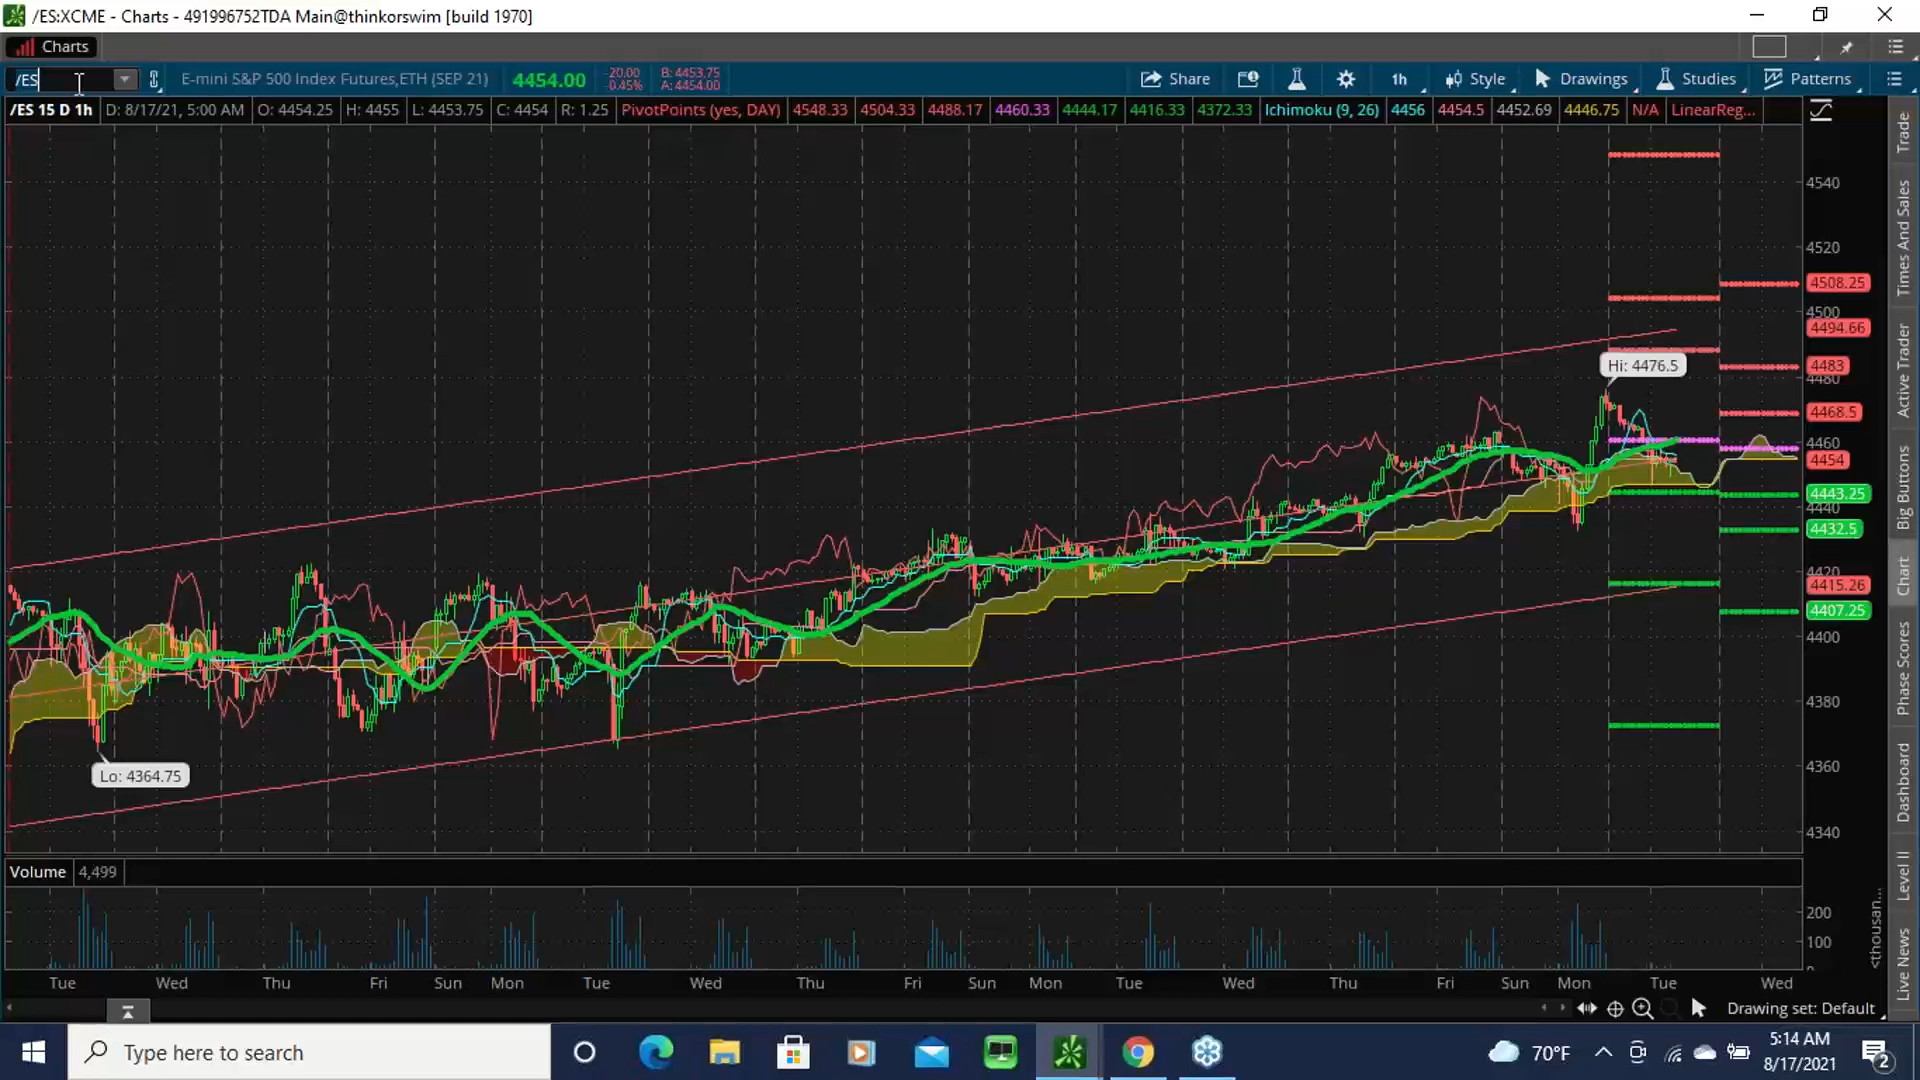 /ES:XCME - Charts - 491996752TDA Main@thinkorswim [build 1970]
Charts
/ES
E-mini S&P 500 Index Futures,ETH (SEP 21)
4454.00
-20.00
-0.45%
B: 4453.75
A: 4454.00
Share
1h
Style
Drawings
Studies
Patterns
/ES 15 D 1h
D: 8/17/21, 5:00 AM
O: 4454.25
H: 4455
L: 4453.75
C: 4454
R: 1.25
PivotPoints (yes, DAY)
4548.33
4504.33
4488.17
4460.33
4444.17
4416.33
4372.33
Ichimoku (9, 26)
4456
4454.5
4452.69
4446.75
N/A
LinearReg...
4540
4520
4508.25
4500
4494.66
4483
4480
4468.5
4460
4454
4443.25
4440
4432.5
4420
4415.26
4407.25
4400
4380
4360
4340
Hi: 4476.5
Lo: 4364.75
Volume
4,499
200
100
<thousan...
Tue
Wed
Thu
Fri
Sun
Mon
Tue
Wed
Thu
Fri
Sun
Mon
Tue
Wed
Thu
Fri
Sun
Mon
Tue
Wed
Drawing set: Default
Trade
Times And Sales
Active Trader
Big Buttons
Chart
Phase Scores
Dashboard
Level II
Live News
Type here to search
70°F
5:14 AM
8/17/2021
2